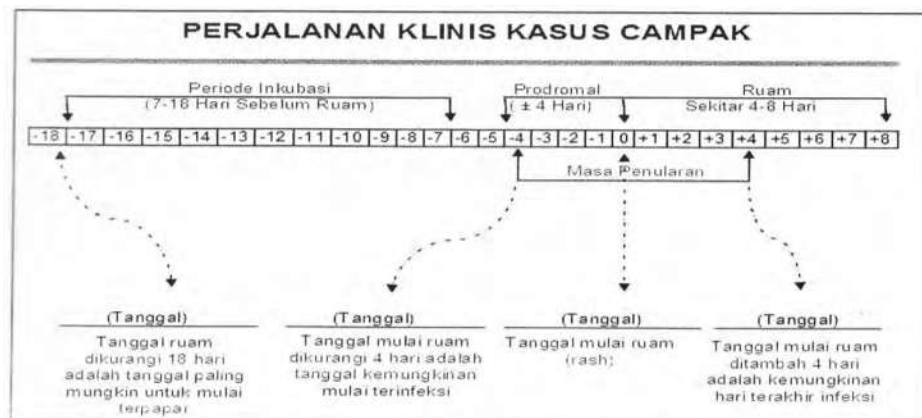 PERJALANAN KLINIS KASUS CAMPAK
Periode Inkubasi
(7-18 Hari Sebelum Ruam)
Prodromal
( ± 4 Hari)
Ruam
Sekitar 4-8 Hari
-18 -17 -16 -15 -14 -13 -12 -11 -10 -9 -8 -7 -6 -5 -4 -3 -2 -1 0 +1 +2 +3 +4 +5 +6 +7 +8
Masa Penularan
(Tanggal)
Tanggal ruam
dikurangi 18 hari
adalah tanggal paling
mungkin untuk mulai
terpapar
(Tanggal)
Tanggal mulai ruam
dikurangi 4 hari adalah
tanggal kemungkinan
mulai terinfeksi
(Tanggal)
Tanggal mulai ruam
(rash;
(Tanggal)
Tanggal mulai ruam
ditambah 4 hari
adalah kemungkinan
hari terakhir infeksi